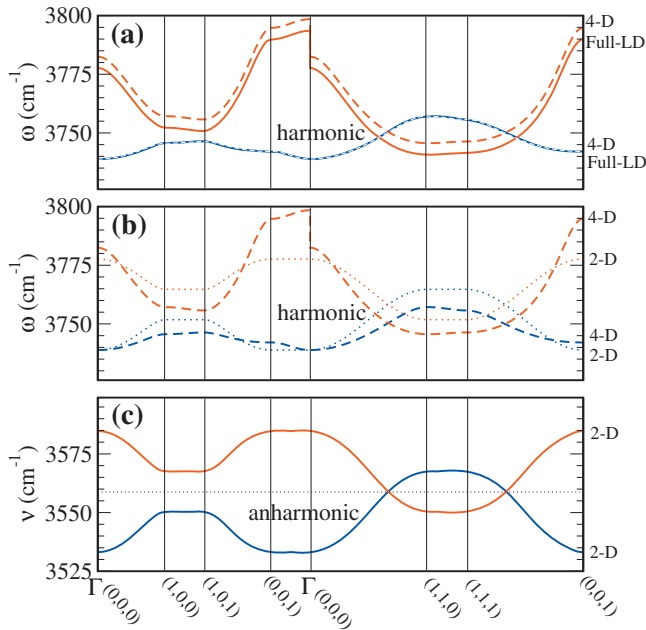 3800
(a)
4-D
Full-LD
3775
ω (cm⁻¹)
harmonic
3750
4-D
Full-LD
3800
(b)
4-D
2-D
3775
ω (cm⁻¹)
harmonic
3750
4-D
2-D
(c)
2-D
3575
ν (cm⁻¹)
anharmonic
3550
2-D
3525
Γ(0,0,0) (1,0,0) (1,0,1) (0,0,1) Γ(0,0,0) (1,1,0) (1,1,1) (0,0,1)